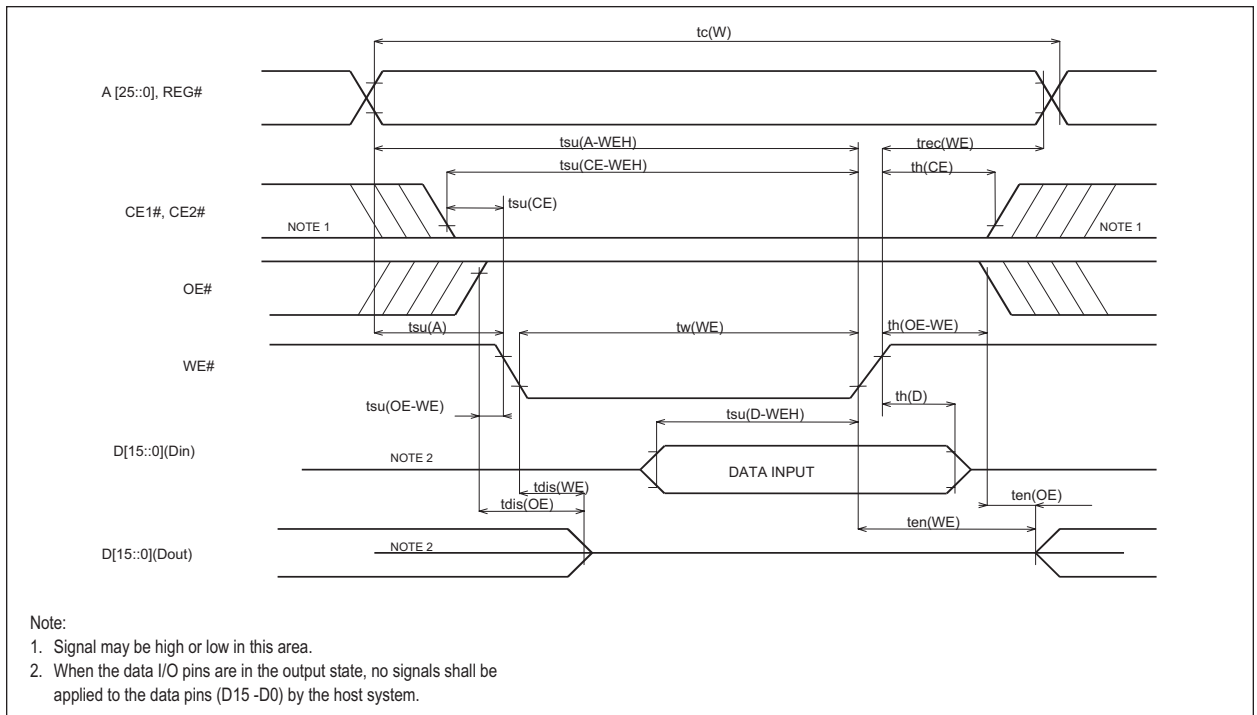 tc(W)
A [25::0], REG#
tsu(A-WEH)
trec(WE)
tsu(CE-WEH)
th(CE)
tsu(CE)
CE1#, CE2#
NOTE 1
NOTE 1
OE#
tsu(A)
tw(WE)
th(OE-WE)
WE#
tsu(OE-WE)
th(D)
tsu(D-WEH)
D[15::0](Din)
NOTE 2
DATA INPUT
tdis(WE)
tdis(OE)
ten(OE)
ten(WE)
D[15::0](Dout)
NOTE 2
Note:
1. Signal may be high or low in this area.
2. When the data I/O pins are in the output state, no signals shall be
applied to the data pins (D15 -D0) by the host system.